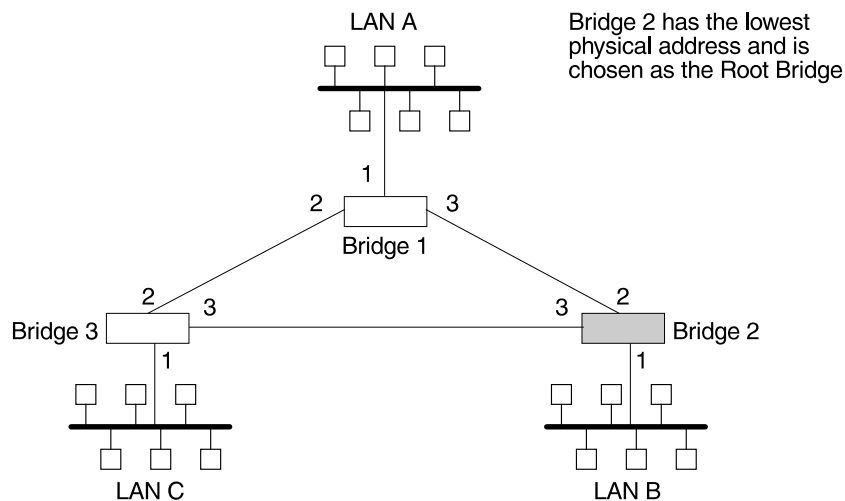 LAN A
Bridge 2 has the lowest
physical address and is
chosen as the Root Bridge
1
2
3
Bridge 1
2
3
3
2
Bridge 3
Bridge 2
1
1
LAN C
LAN B